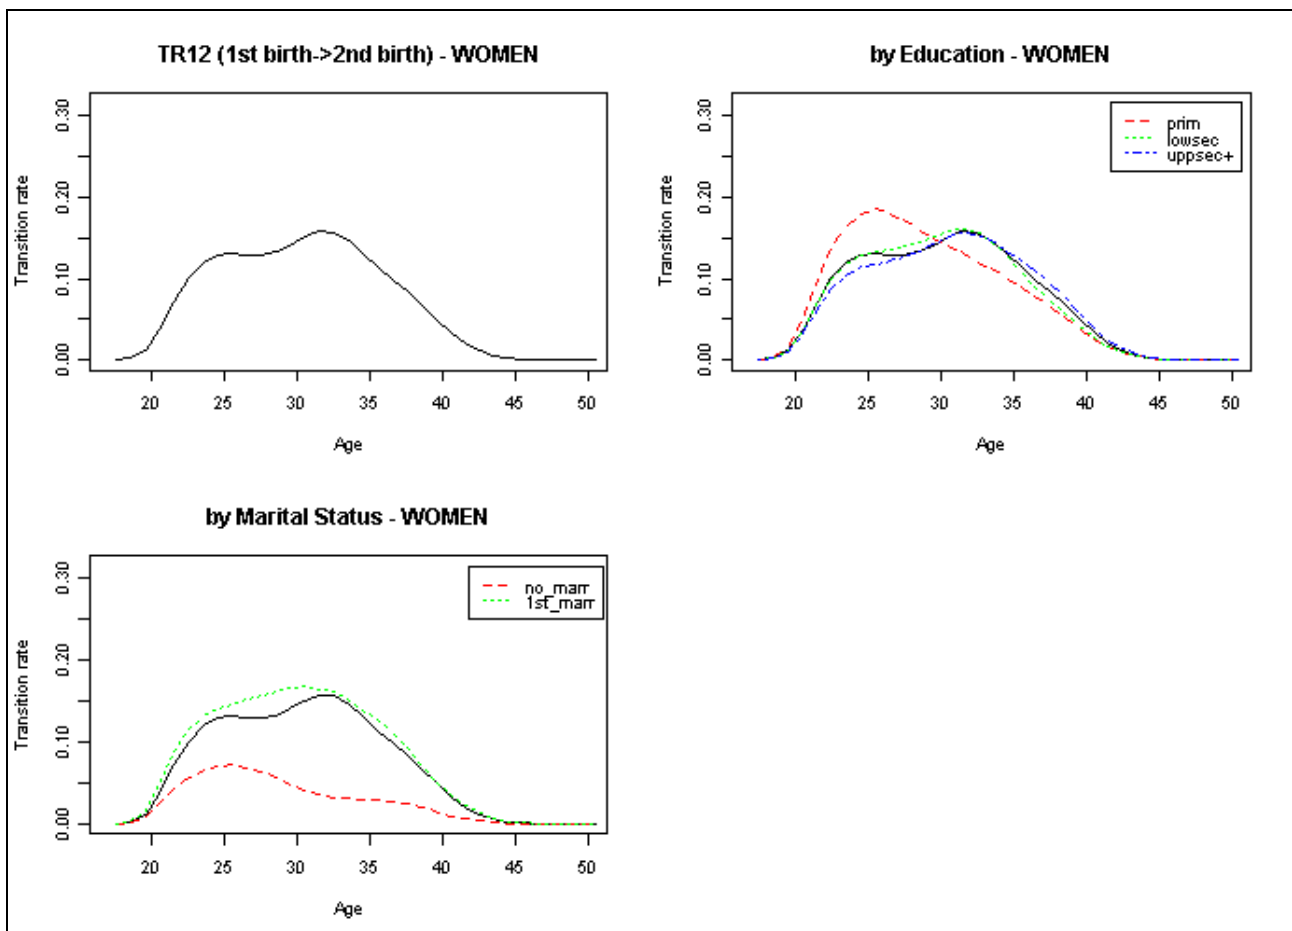 TR12 (1st birth->2nd birth) - WOMEN
Transition rate
0.00 0.10 0.20 0.30
20 25 30 35 40 45 50
Age
by Education - WOMEN
prim
lowsec
uppsec+
Transition rate
0.00 0.10 0.20 0.30
20 25 30 35 40 45 50
Age
by Marital Status - WOMEN
no_marr
1st_marr
Transition rate
0.00 0.10 0.20 0.30
20 25 30 35 40 45 50
Age